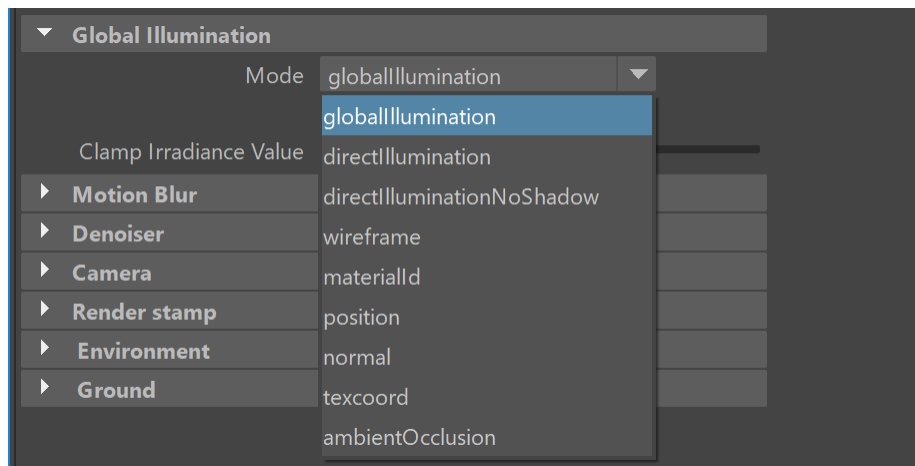 Global Illumination
Mode globalIllumination
globalIllumination
directIllumination
Clamp Irradiance Value
directIlluminationNoShadow
Motion Blur
wireframe
Denoiser
materialId
Camera
position
Render stamp
normal
Environment
texcoord
Ground
ambientOcclusion